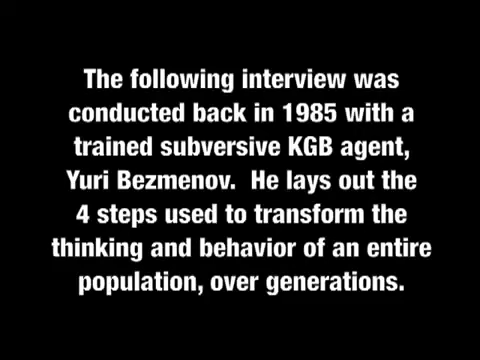 The following interview was
conducted back in 1985 with a
trained subversive KGB agent,
Yuri Bezmenov.  He lays out the
4 steps used to transform the
thinking and behavior of an entire
population, over generations.